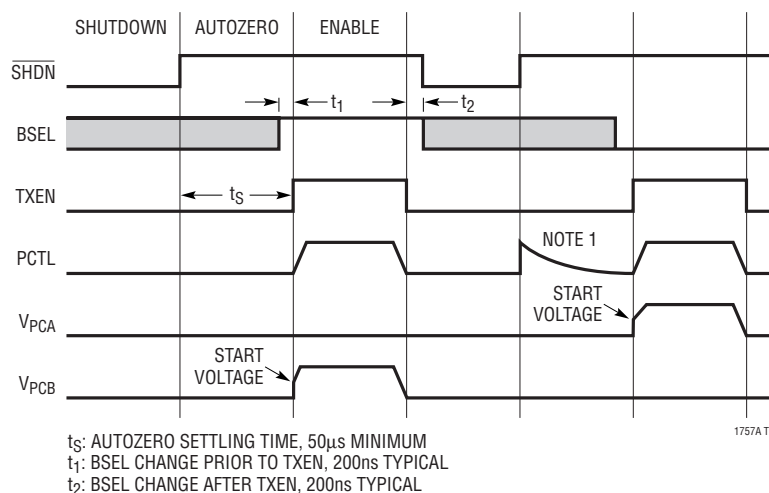 SHUTDOWN AUTOZERO ENABLE
SHDN
t1 t2
BSEL
TXEN
tS
PCTL
NOTE 1
START
VOLTAGE
VPCA
START
VOLTAGE
VPCB
1757A T
tS: AUTOZERO SETTLING TIME, 50µs MINIMUM
t1: BSEL CHANGE PRIOR TO TXEN, 200ns TYPICAL
t2: BSEL CHANGE AFTER TXEN, 200ns TYPICAL